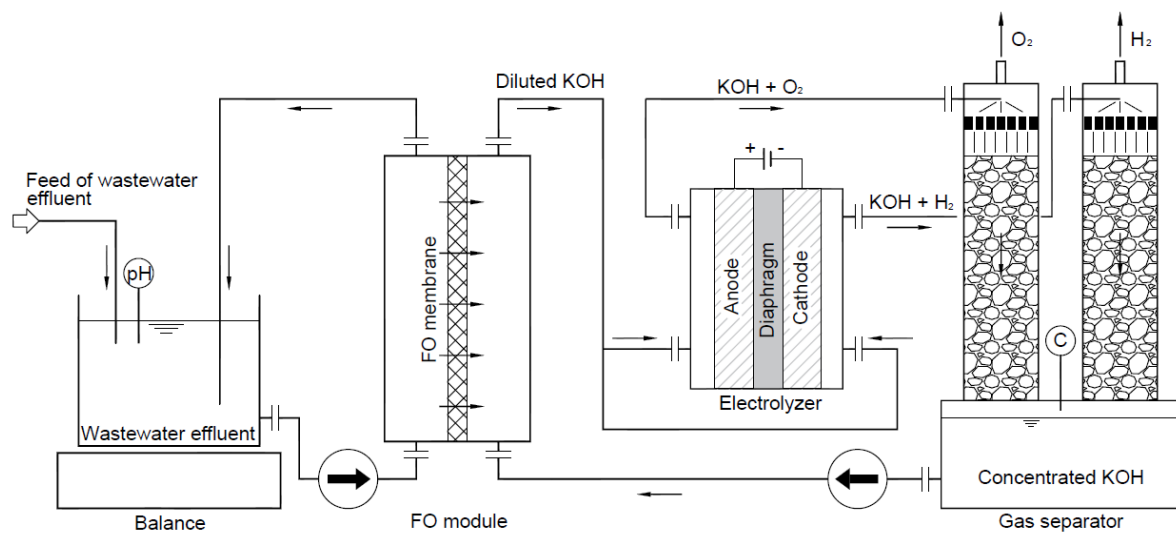 O₂
H₂
Diluted KOH
KOH + O₂
+
-
Feed of wastewater
effluent
KOH + H₂
pH
FO membrane
Anode
Diaphragm
Cathode
C
Electrolyzer
Wastewater effluent
Concentrated KOH
Balance
FO module
Gas separator